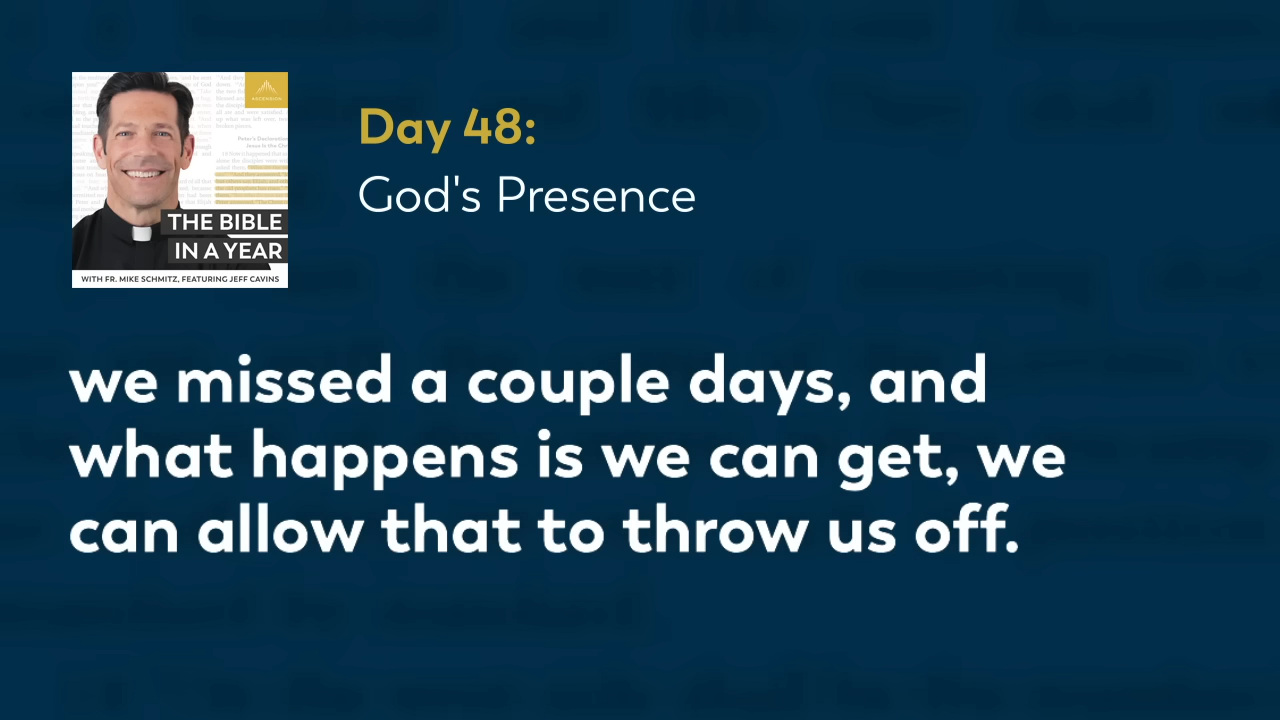 ASCENSION
Day 48:
God's Presence
THE BIBLE
IN A YEAR
WITH FR. MIKE SCHMITZ, FEATURING JEFF CAVINS
we missed a couple days, and
what happens is we can get, we
can allow that to throw us off.